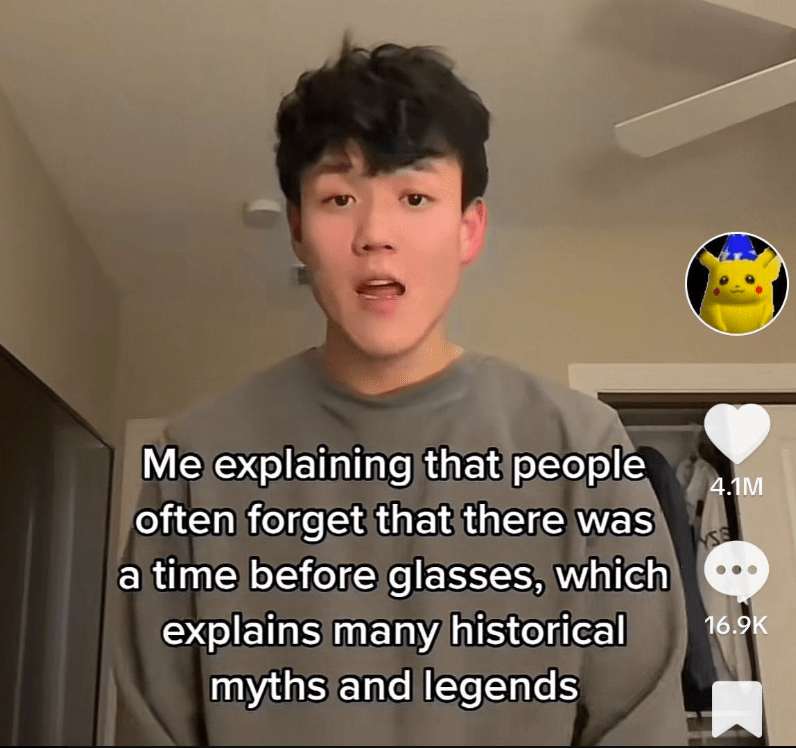 Me explaining that people
often forget that there was
a time before glasses, which
explains many historical
myths and legends
4.1M
16.9K